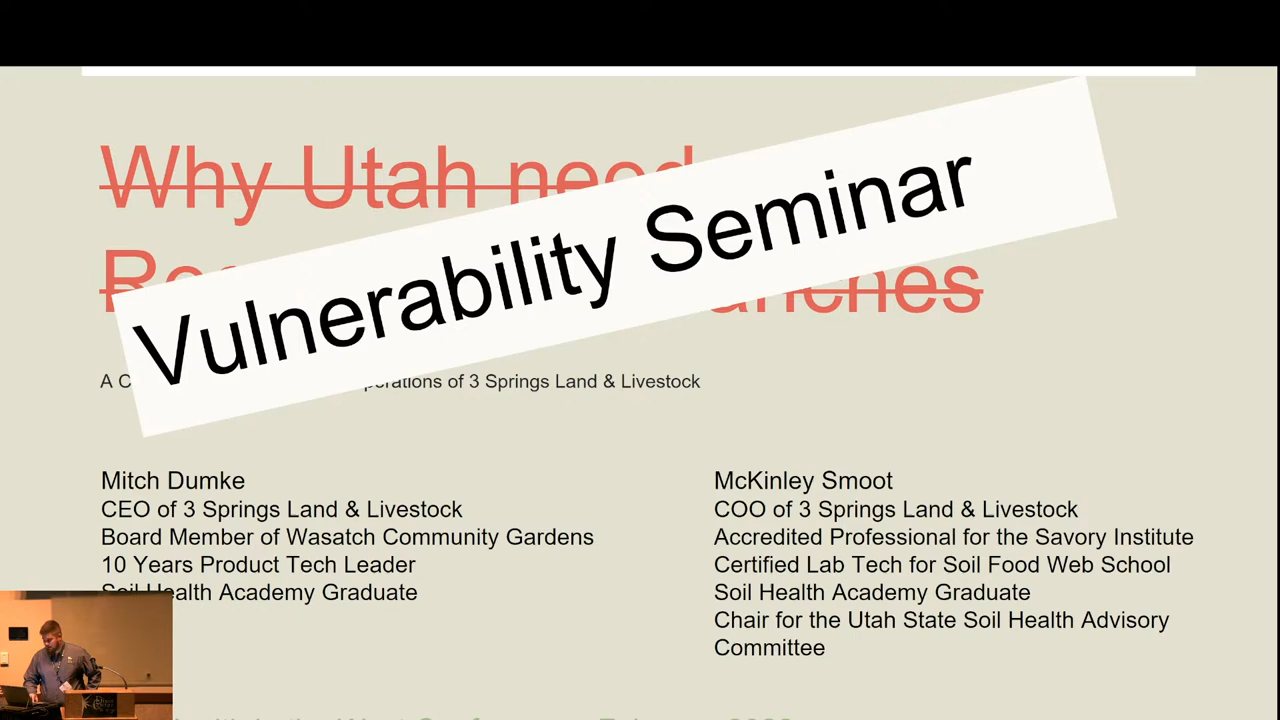 Why Utah
Vulnerability Seminar
A
operations of 3 Springs Land & Livestock
Mitch Dumke
CEO of 3 Springs Land & Livestock
Board Member of Wasatch Community Gardens
10 Years Product Tech Leader
Soil Health Academy Graduate
McKinley Smoot
COO of 3 Springs Land & Livestock
Accredited Professional for the Savory Institute
Certified Lab Tech for Soil Food Web School
Soil Health Academy Graduate
Chair for the Utah State Soil Health Advisory
Committee